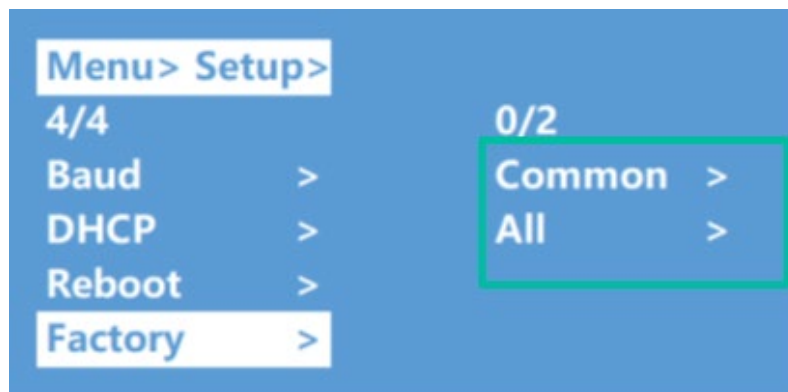 Menu> Setup>
4/4 0/2
Baud > Common >
DHCP > All >
Reboot >
Factory >